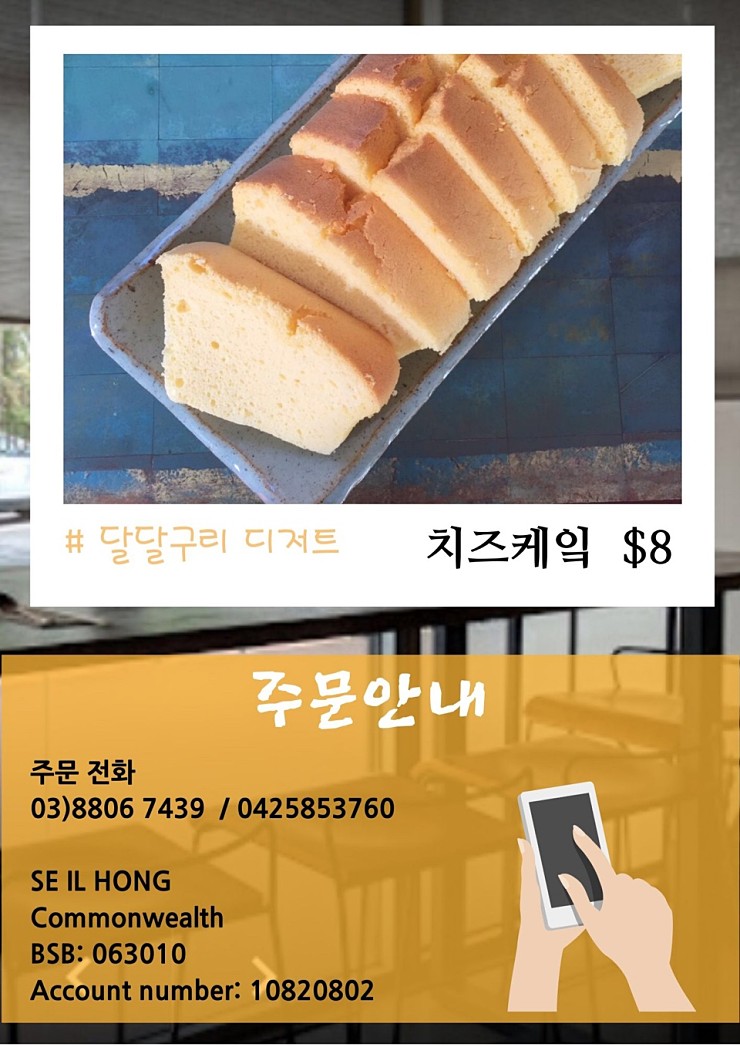 # 달달구리 디저트
치즈케잌 $8
주문안내
주문 전화
03)8806 7439 / 0425853760
SE IL HONG
Commonwealth
BSB: 063010
Account number: 10820802